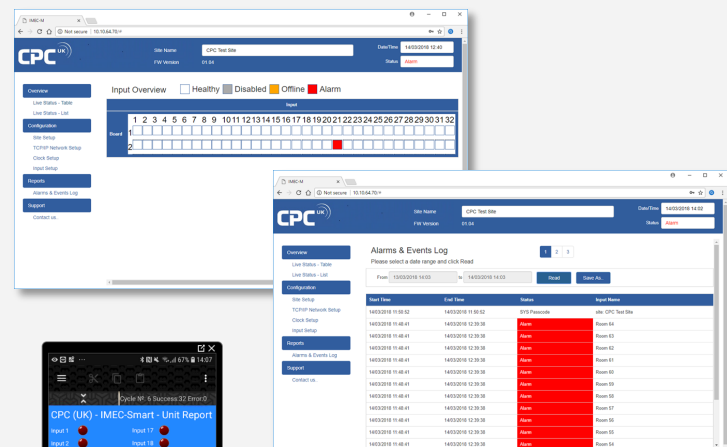 IMEC-M
Not secure | 10.10.64.70/#
CPC UK
Site Name CPC Test Site
FW Version 01.04
Date/Time 14/03/2018 12:40
Status Alarm
Overview
Live Status - Table
Live Status - List
Configuration
Site Setup
TCP/IP Network Setup
Clock Setup
Input Setup
Reports
Alarms & Events Log
Support
Contact us.
Input Overview Healthy Disabled Offline Alarm
Input
1 2 3 4 5 6 7 8 9 10 11 12 13 14 15 16 17 18 19 20 21 22 23 24 25 26 27 28 29 30 31 32
Board 1
2
IMEC-M
Not secure | 10.10.64.70/#
CPC UK
Site Name CPC Test Site
FW Version 01.04
Date/Time 14/03/2018 14:02
Status Alarm
Overview
Live Status - Table
Live Status - List
Configuration
Site Setup
TCP/IP Network Setup
Clock Setup
Input Setup
Reports
Alarms & Events Log
Support
Contact us.
Alarms & Events Log 1 2 3
Please select a date range and click Read
From 13/03/2018 14:03 to 14/03/2018 14:03 Read Save As..
Start Time End Time Status Input Name
14/03/2018 11:50:52 14/03/2018 11:50:52 SYS Passcode site: CPC Test Site
14/03/2018 11:48:41 14/03/2018 12:39:38 Alarm Room 64
14/03/2018 11:48:41 14/03/2018 12:39:38 Alarm Room 63
14/03/2018 11:48:41 14/03/2018 12:39:38 Alarm Room 62
14/03/2018 11:48:41 14/03/2018 12:39:38 Alarm Room 61
14/03/2018 11:48:41 14/03/2018 12:39:38 Alarm Room 60
14/03/2018 11:48:41 14/03/2018 12:39:38 Alarm Room 59
14/03/2018 11:48:41 14/03/2018 12:39:38 Alarm Room 58
14/03/2018 11:48:41 14/03/2018 12:39:38 Alarm Room 57
14/03/2018 11:48:41 14/03/2018 12:39:38 Alarm Room 56
14/03/2018 11:48:41 14/03/2018 12:39:38 Alarm Room 55
14/03/2018 11:48:41 14/03/2018 12:39:38 Alarm Room 54
67% 14:07
Cycle Nº: 6 Success:32 Error:0
CPC (UK) - IMEC-Smart - Unit Report
Input 1 Input 17
Input 2 Input 18